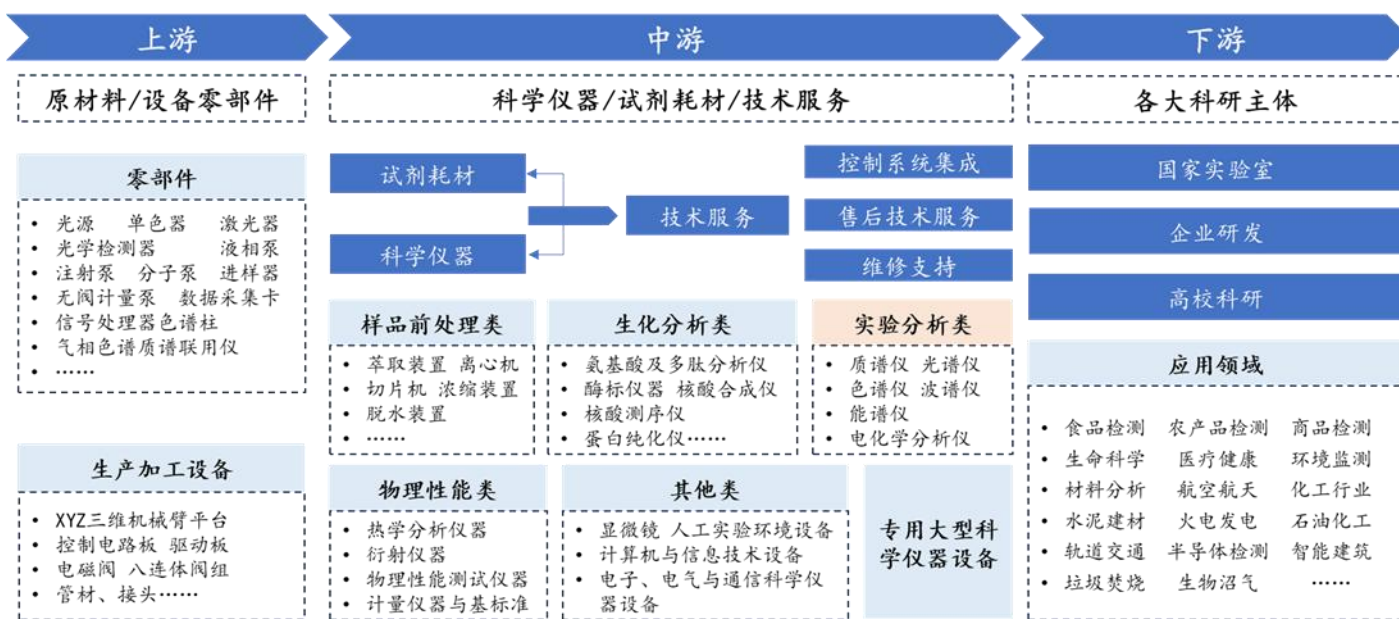 上游
中游
下游
原材料/设备零部件
科学仪器/试剂耗材/技术服务
各大科研主体
零部件
• 光源 单色器 激光器
• 光学检测器 液相泵
• 注射泵 分子泵 进样器
• 无阀计量泵 数据采集卡
• 信号处理器色谱柱
• 气相色谱质谱联用仪
• ……
生产加工设备
• XYZ三维机械臂平台
• 控制电路板 驱动板
• 电磁阀 八连体阀组
• 管材、接头……
试剂耗材
科学仪器
技术服务
控制系统集成
售后技术服务
维修支持
样品前处理类
• 萃取装置 离心机
• 切片机 浓缩装置
• 脱水装置
• ……
生化分析类
• 氨基酸及多肽分析仪
• 酶标仪器 核酸合成仪
• 核酸测序仪
• 蛋白纯化仪……
实验分析类
• 质谱仪 光谱仪
• 色谱仪 波谱仪
• 能谱仪
• 电化学分析仪
物理性能类
• 热学分析仪器
• 衍射仪器
• 物理性能测试仪器
• 计量仪器与基标准
其他类
• 显微镜 人工实验环境设备
• 计算机与信息技术设备
• 电子、电气与通信科学仪
器设备
专用大型科
学仪器设备
国家实验室
企业研发
高校科研
应用领域
• 食品检测 农产品检测 商品检测
• 生命科学 医疗健康 环境监测
• 材料分析 航空航天 化工行业
• 水泥建材 火电发电 石油化工
• 轨道交通 半导体检测 智能建筑
• 垃圾焚烧 生物沼气 ……